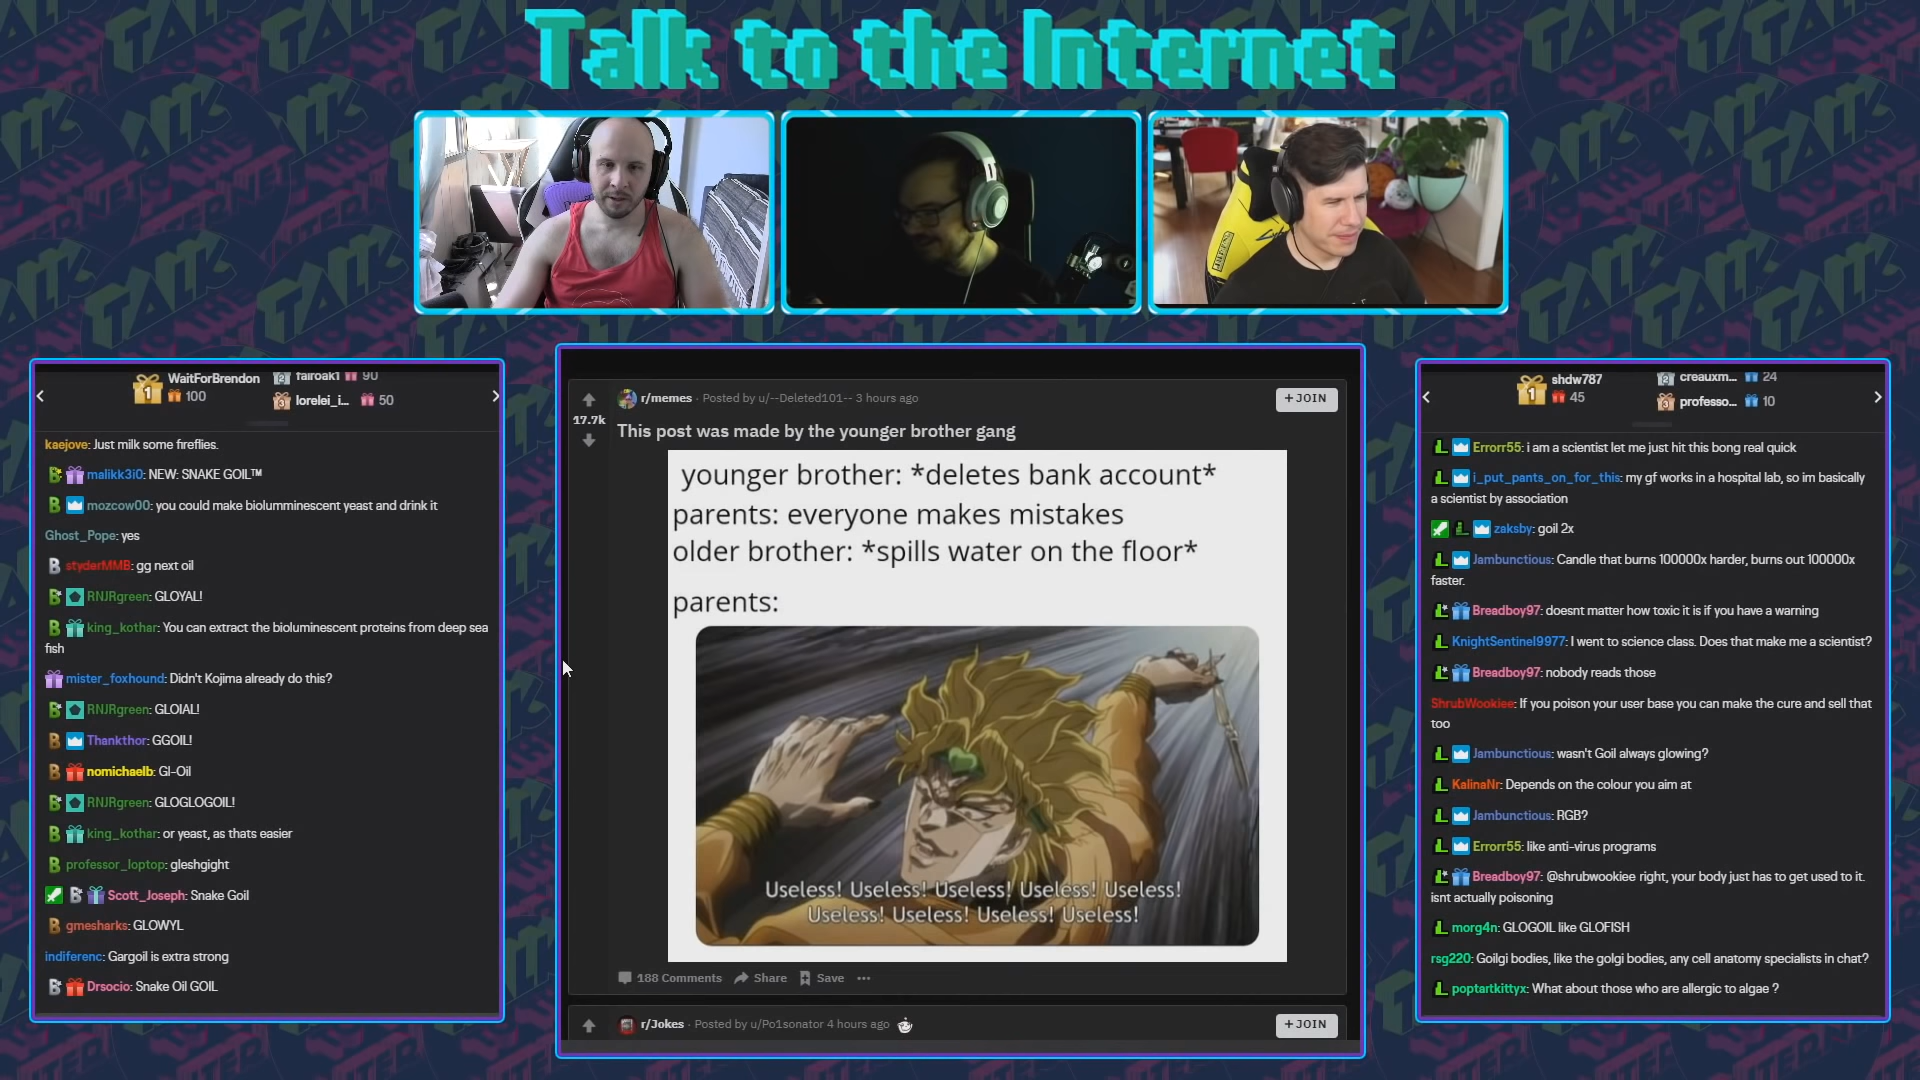 Talk to the Internet
WaitForBrendon
100
fairoak1 90
lorelei_i... 50
kaejove: Just milk some fireflies.
malikk3i0: NEW: SNAKE GOIL™
mozcow00: you could make biolumminescent yeast and drink it
Ghost_Pope: yes
styderMMB: gg next oil
RNJRgreen: GLOYAL!
king_kothar: You can extract the bioluminescent proteins from deep sea
fish
mister_foxhound: Didn't Kojima already do this?
RNJRgreen: GLOIAL!
Thankthor: GGOIL!
nomichaelb: Gl-Oil
RNJRgreen: GLOGLOGOIL!
king_kothar: or yeast, as thats easier
professor_loptop: gleshgight
Scott_Joseph: Snake Goil
gmesharks: GLOWYL
indiferenc: Gargoil is extra strong
Drsocio: Snake Oil GOIL
17.7k
r/memes · Posted by u/--Deleted101-- 3 hours ago
+ JOIN
This post was made by the younger brother gang
younger brother: *deletes bank account*
parents: everyone makes mistakes
older brother: *spills water on the floor*
parents:
Useless! Useless! Useless! Useless! Useless!
Useless! Useless! Useless! Useless!
188 Comments Share Save ...
r/Jokes · Posted by u/Po1sonator 4 hours ago
+ JOIN
shdw787
45
creauxm... 24
professo... 10
Errorr55: i am a scientist let me just hit this bong real quick
i_put_pants_on_for_this: my gf works in a hospital lab, so im basically
a scientist by association
zaksby: goil 2x
Jambunctious: Candle that burns 100000x harder, burns out 100000x
faster.
Breadboy97: doesnt matter how toxic it is if you have a warning
KnightSentinel9977: I went to science class. Does that make me a scientist?
Breadboy97: nobody reads those
ShrubWookiee: If you poison your user base you can make the cure and sell that
too
Jambunctious: wasn't Goil always glowing?
KalinaNr: Depends on the colour you aim at
Jambunctious: RGB?
Errorr55: like anti-virus programs
Breadboy97: @shrubwookiee right, your body just has to get used to it.
isnt actually poisoning
morg4n: GLOGOIL like GLOFISH
rsg220: Goilgi bodies, like the golgi bodies, any cell anatomy specialists in chat?
poptartkittyx: What about those who are allergic to algae ?